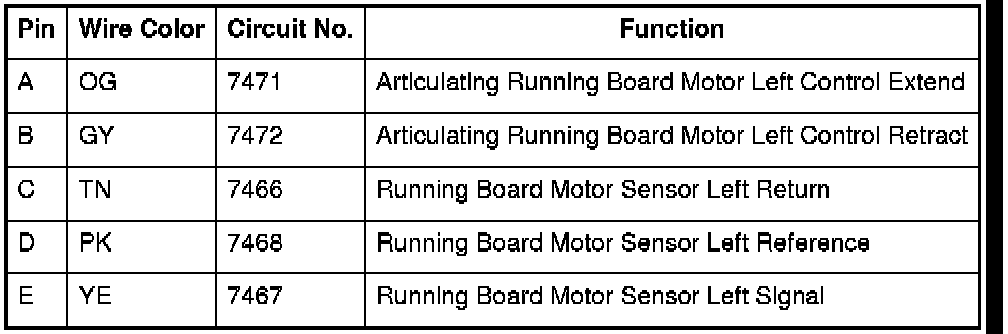 Pin Wire Color Circuit No. Function
A OG 7471 Articulating Running Board Motor Left Control Extend
B GY 7472 Articulating Running Board Motor Left Control Retract
C TN 7466 Running Board Motor Sensor Left Return
D PK 7468 Running Board Motor Sensor Left Reference
E YE 7467 Running Board Motor Sensor Left Signal